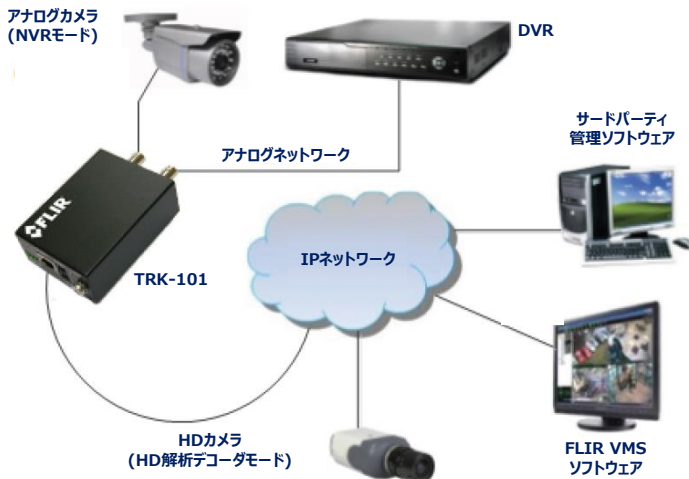 アナログカメラ
(NVRモード)
DVR
サードパーティ
管理ソフトウェア
アナログネットワーク
FLIR
IPネットワーク
TRK-101
HDカメラ
(HD解析デコーダモード)
FLIR VMS
ソフトウェア